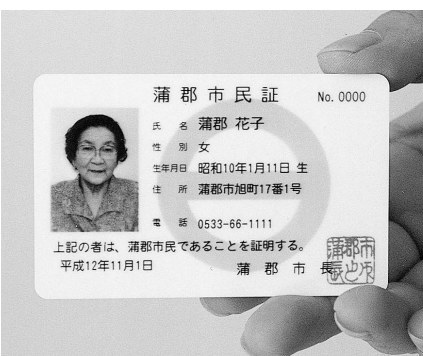 蒲郡市民証 No. 0000
氏名 蒲郡 花子
性別 女
生年月日 昭和10年1月11日 生
住所 蒲郡市旭町17番1号
電話 0533-66-1111
上記の者は、蒲郡市民であることを証明する。
平成12年11月1日
蒲郡市長